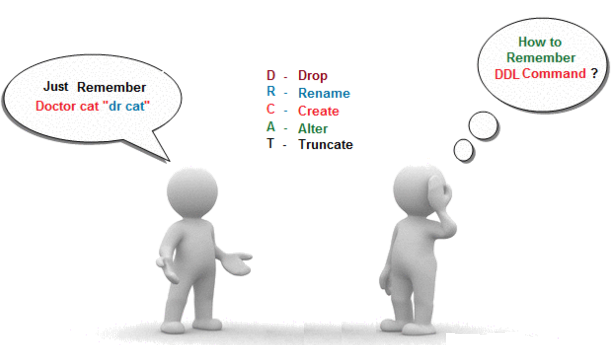 Just Remember
Doctor cat "dr cat"
D - Drop
R - Rename
C - Create
A - Alter
T - Truncate
How to
Remember
DDL Command ?